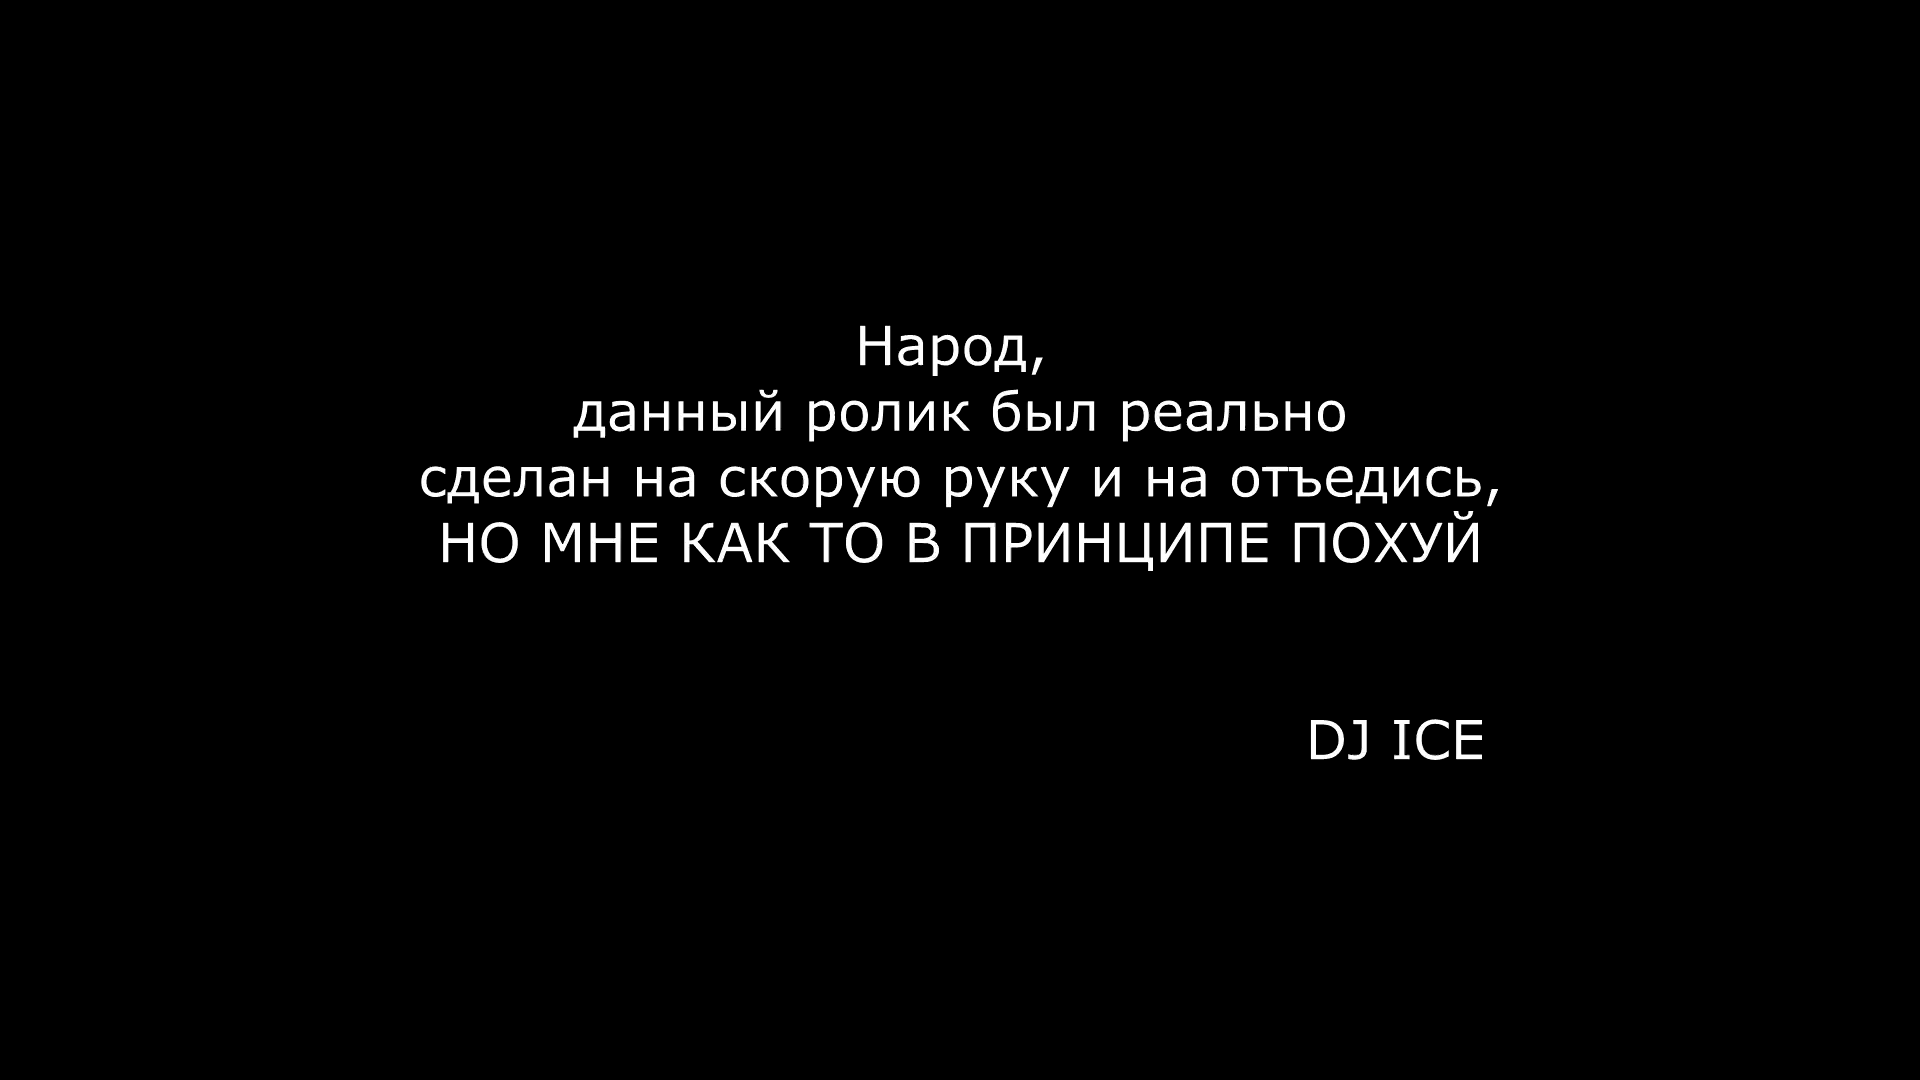 Народ,
данный ролик был реально
сделан на скорую руку и на отъедись,
НО МНЕ КАК ТО В ПРИНЦИПЕ ПОХУЙ
DJ ICE